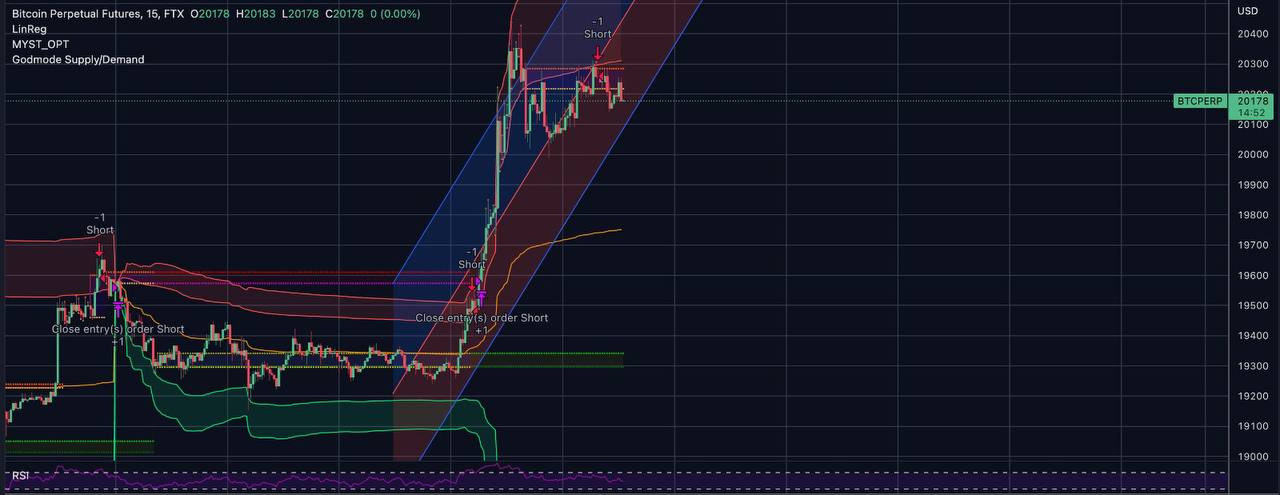 Bitcoin Perpetual Futures, 15, FTX O20178 H20183 L20178 C20178 0 (0.00%)
LinReg
MYST_OPT
Godmode Supply/Demand
USD
20400
20300
20200
BTCPERP 20178
14:52
20100
20000
19900
19800
19700
19600
19500
19400
19300
19200
19100
19000
-1
Short
-1
Short
-1
Short
Close entry(s) order Short
+1
Close entry(s) order Short
+1
RSI